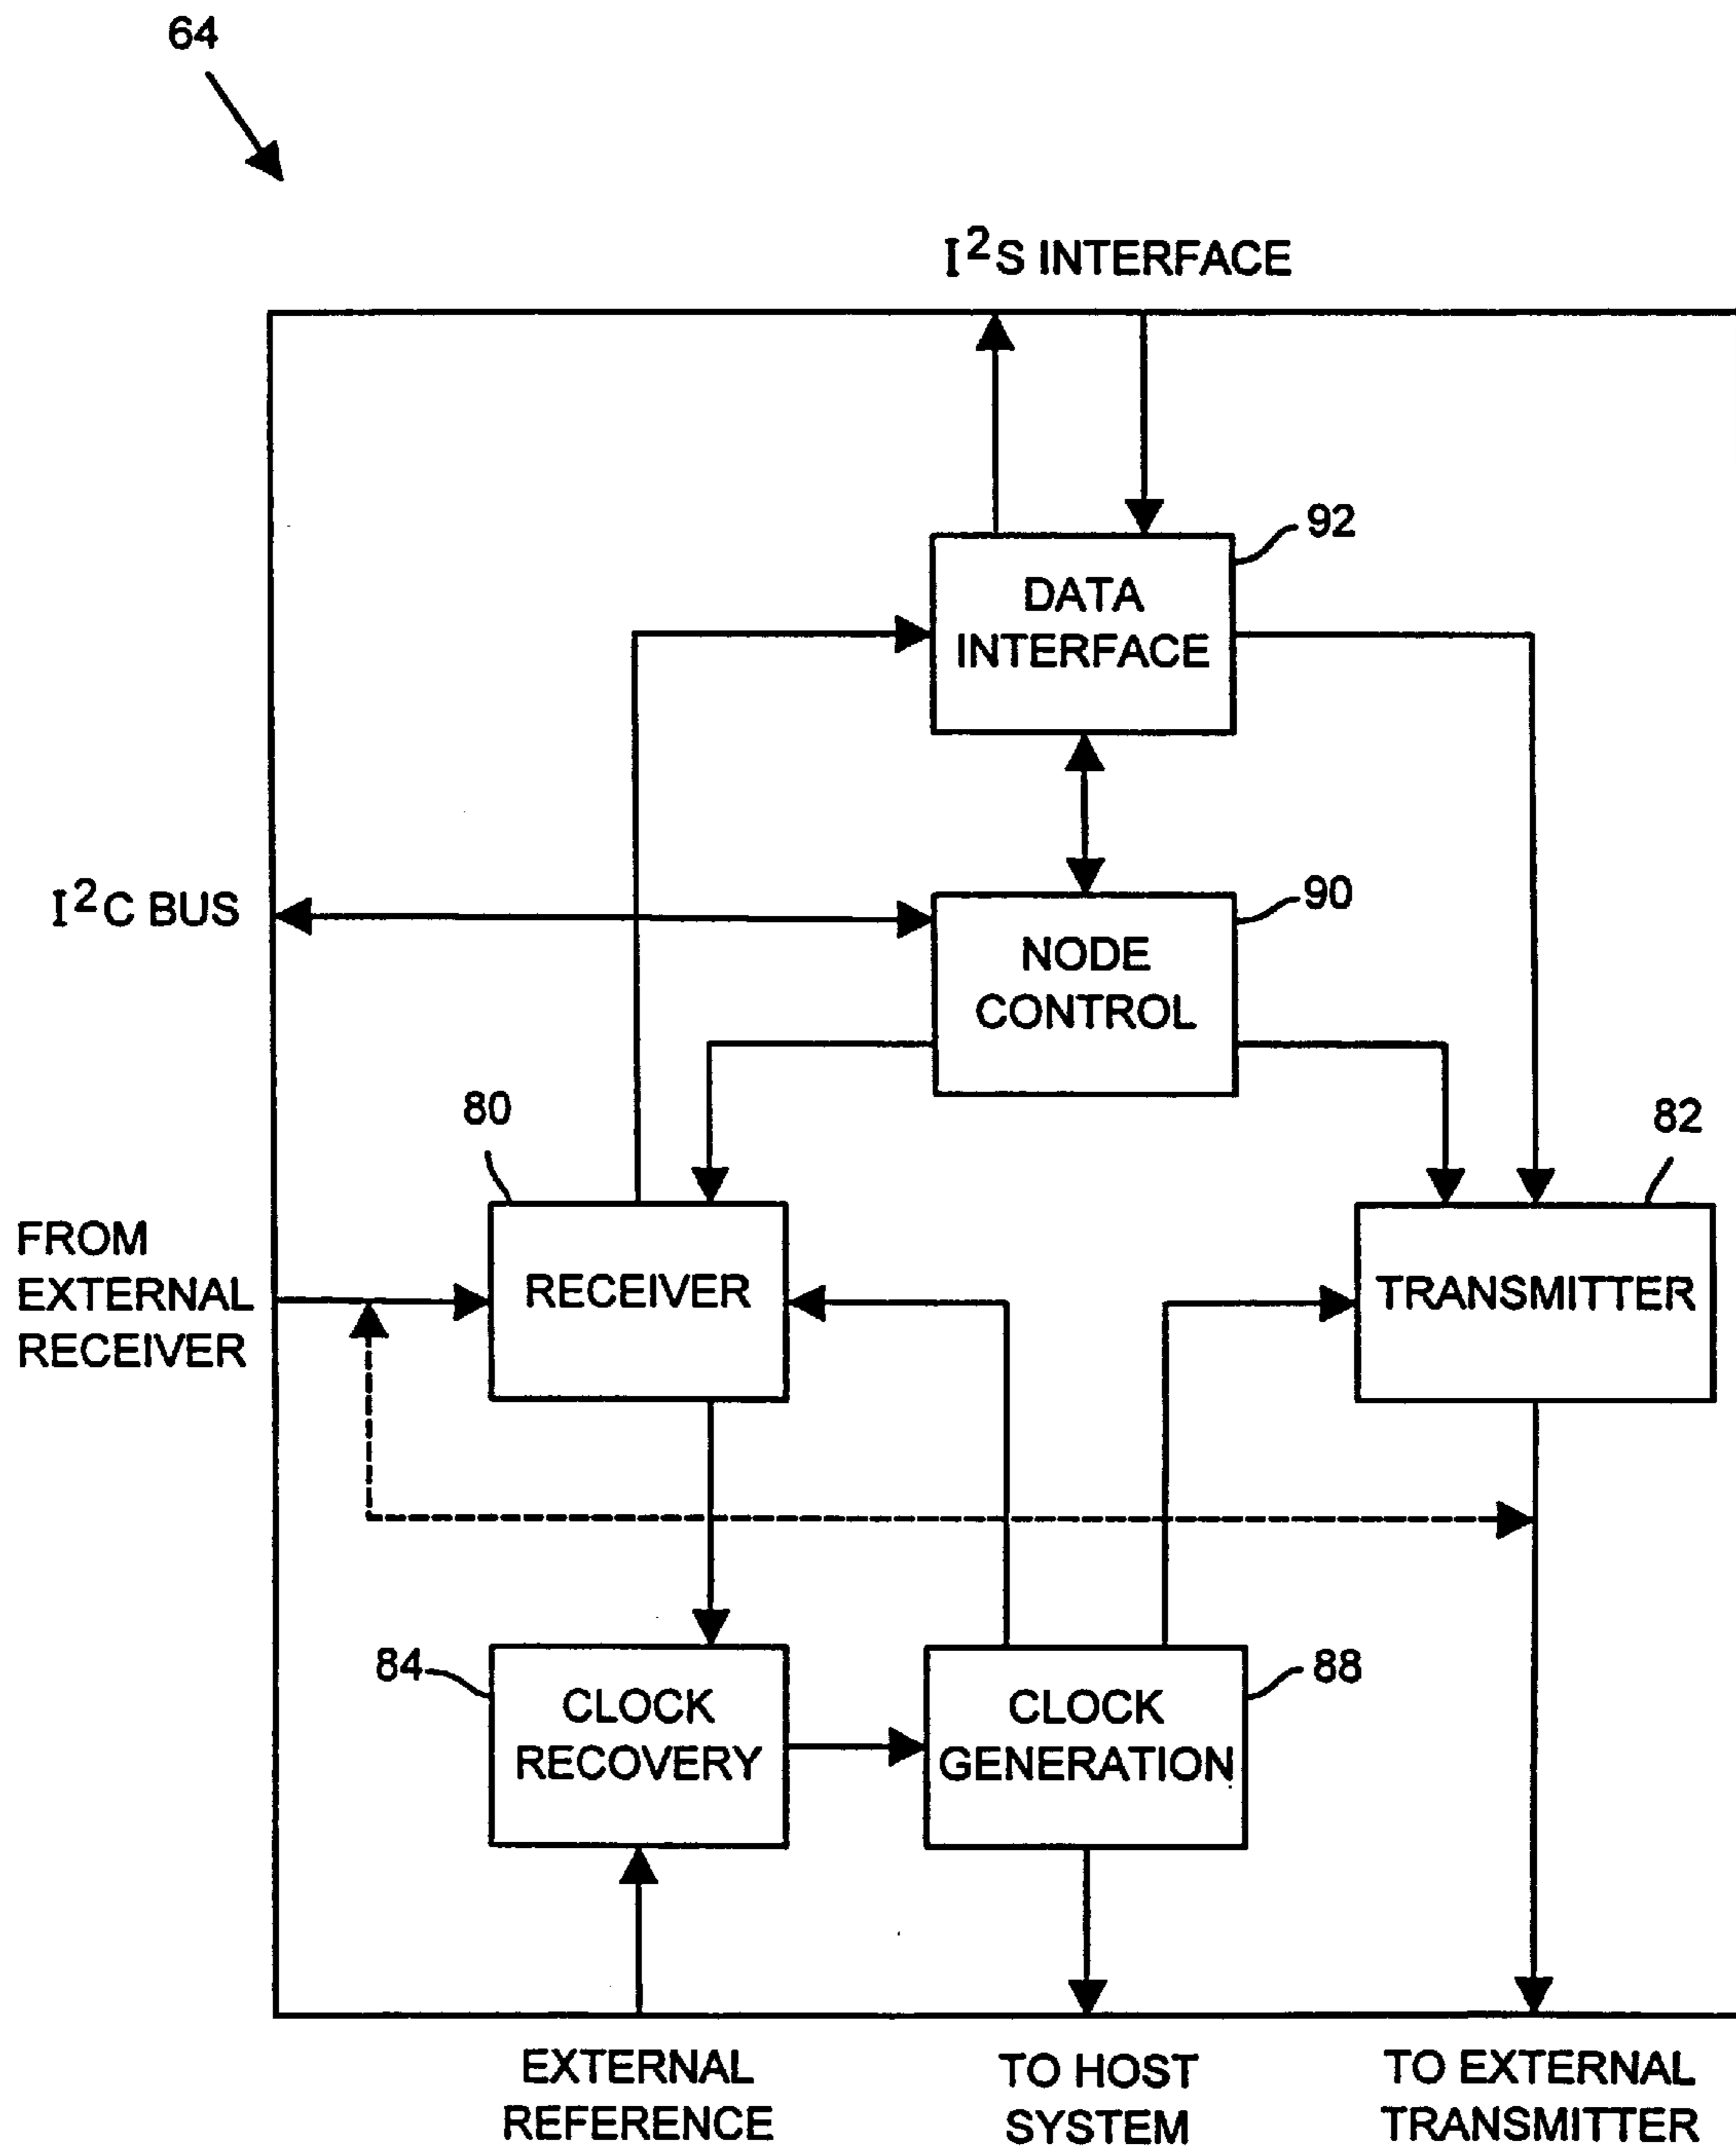 64
I²S INTERFACE
92
DATA
INTERFACE
I²C BUS
90
NODE
CONTROL
80
82
FROM
EXTERNAL
RECEIVER
RECEIVER
TRANSMITTER
84
CLOCK
RECOVERY
88
CLOCK
GENERATION
EXTERNAL
REFERENCE
TO HOST
SYSTEM
TO EXTERNAL
TRANSMITTER